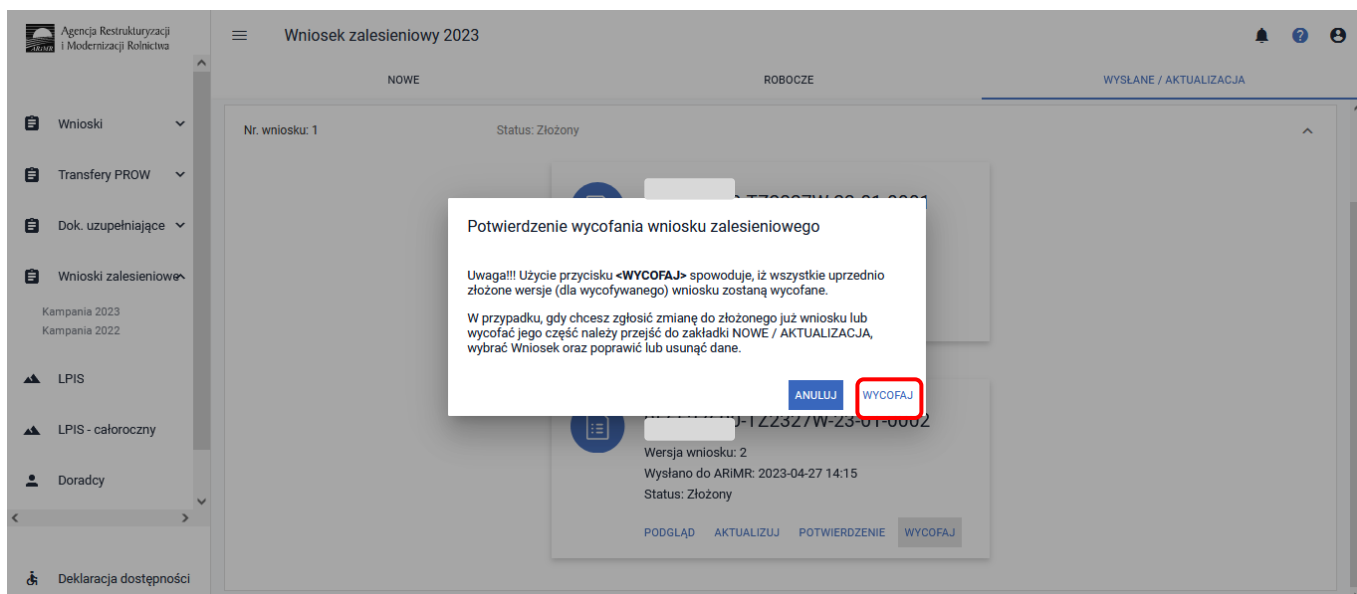 Agencja Restrukturyzacji
i Modernizacji Rolnictwa
ARiMR
Wniosek zalesieniowy 2023
NOWE
ROBOCZE
WYSŁANE / AKTUALIZACJA
Wnioski
Transfery PROW
Dok. uzupełniające
Wnioski zalesieniowe
Kampania 2023
Kampania 2022
LPIS
LPIS - całoroczny
Doradcy
Deklaracja dostępności
Nr. wniosku: 1
Status: Złożony
Potwierdzenie wycofania wniosku zalesieniowego
Uwaga!!! Użycie przycisku <WYCOFAJ> spowoduje, iż wszystkie uprzednio
złożone wersje (dla wycofywanego) wniosku zostaną wycofane.
W przypadku, gdy chcesz zgłosić zmianę do złożonego już wniosku lub
wycofać jego część należy przejść do zakładki NOWE / AKTUALIZACJA,
wybrać Wniosek oraz poprawić lub usunąć dane.
ANULUJ
WYCOFAJ
-TZ2327W-23-01-0002
Wersja wniosku: 2
Wysłano do ARiMR: 2023-04-27 14:15
Status: Złożony
PODGLĄD AKTUALIZUJ POTWIERDZENIE WYCOFAJ